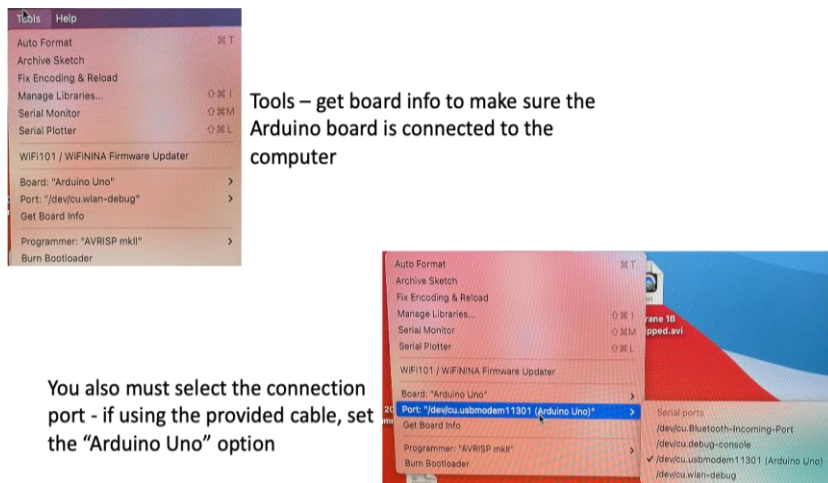 Tools Help
Auto Format ⌘T
Archive Sketch
Fix Encoding & Reload
Manage Libraries... ⇧⌘I
Serial Monitor ⇧⌘M
Serial Plotter ⇧⌘L
WiFi101 / WiFiNINA Firmware Updater
Board: "Arduino Uno" >
Port: "/dev/cu.wlan-debug" >
Get Board Info
Programmer: "AVRISP mkII" >
Burn Bootloader
Tools – get board info to make sure the
Arduino board is connected to the
computer
You also must select the connection
port - if using the provided cable, set
the “Arduino Uno” option
Auto Format ⌘T
Archive Sketch
Fix Encoding & Reload
Manage Libraries... ⇧⌘I
Serial Monitor ⇧⌘M
Serial Plotter ⇧⌘L
WiFi101 / WiFiNINA Firmware Updater
Board: "Arduino Uno" >
Port: "/dev/cu.usbmodem11301 (Arduino Uno)" >
Get Board Info
Programmer: "AVRISP mkII" >
Burn Bootloader
rane 18
pped.avi
Serial ports
/dev/cu.Bluetooth-Incoming-Port
/dev/cu.debug-console
✓ /dev/cu.usbmodem11301 (Arduino Uno)
/dev/cu.wlan-debug